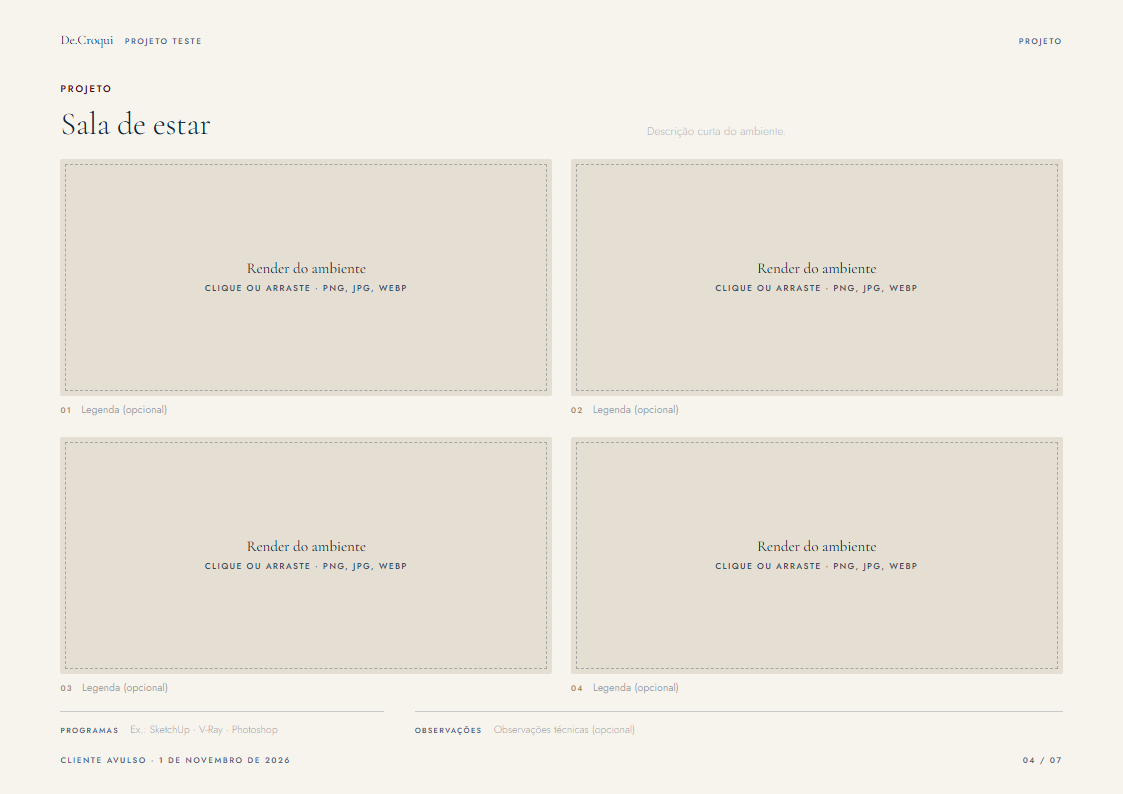 De.Croqui PROJETO TESTE PROJETO
PROJETO
Sala de estar
Descrição curta do ambiente.
Render do ambiente
CLIQUE OU ARRASTE · PNG, JPG, WEBP
Render do ambiente
CLIQUE OU ARRASTE · PNG, JPG, WEBP
01 Legenda (opcional)
02 Legenda (opcional)
Render do ambiente
CLIQUE OU ARRASTE · PNG, JPG, WEBP
Render do ambiente
CLIQUE OU ARRASTE · PNG, JPG, WEBP
03 Legenda (opcional)
04 Legenda (opcional)
PROGRAMAS Ex.: SketchUp · V-Ray · Photoshop
OBSERVAÇÕES Observações técnicas (opcional)
CLIENTE AVULSO · 1 DE NOVEMBRO DE 2026
04 / 07